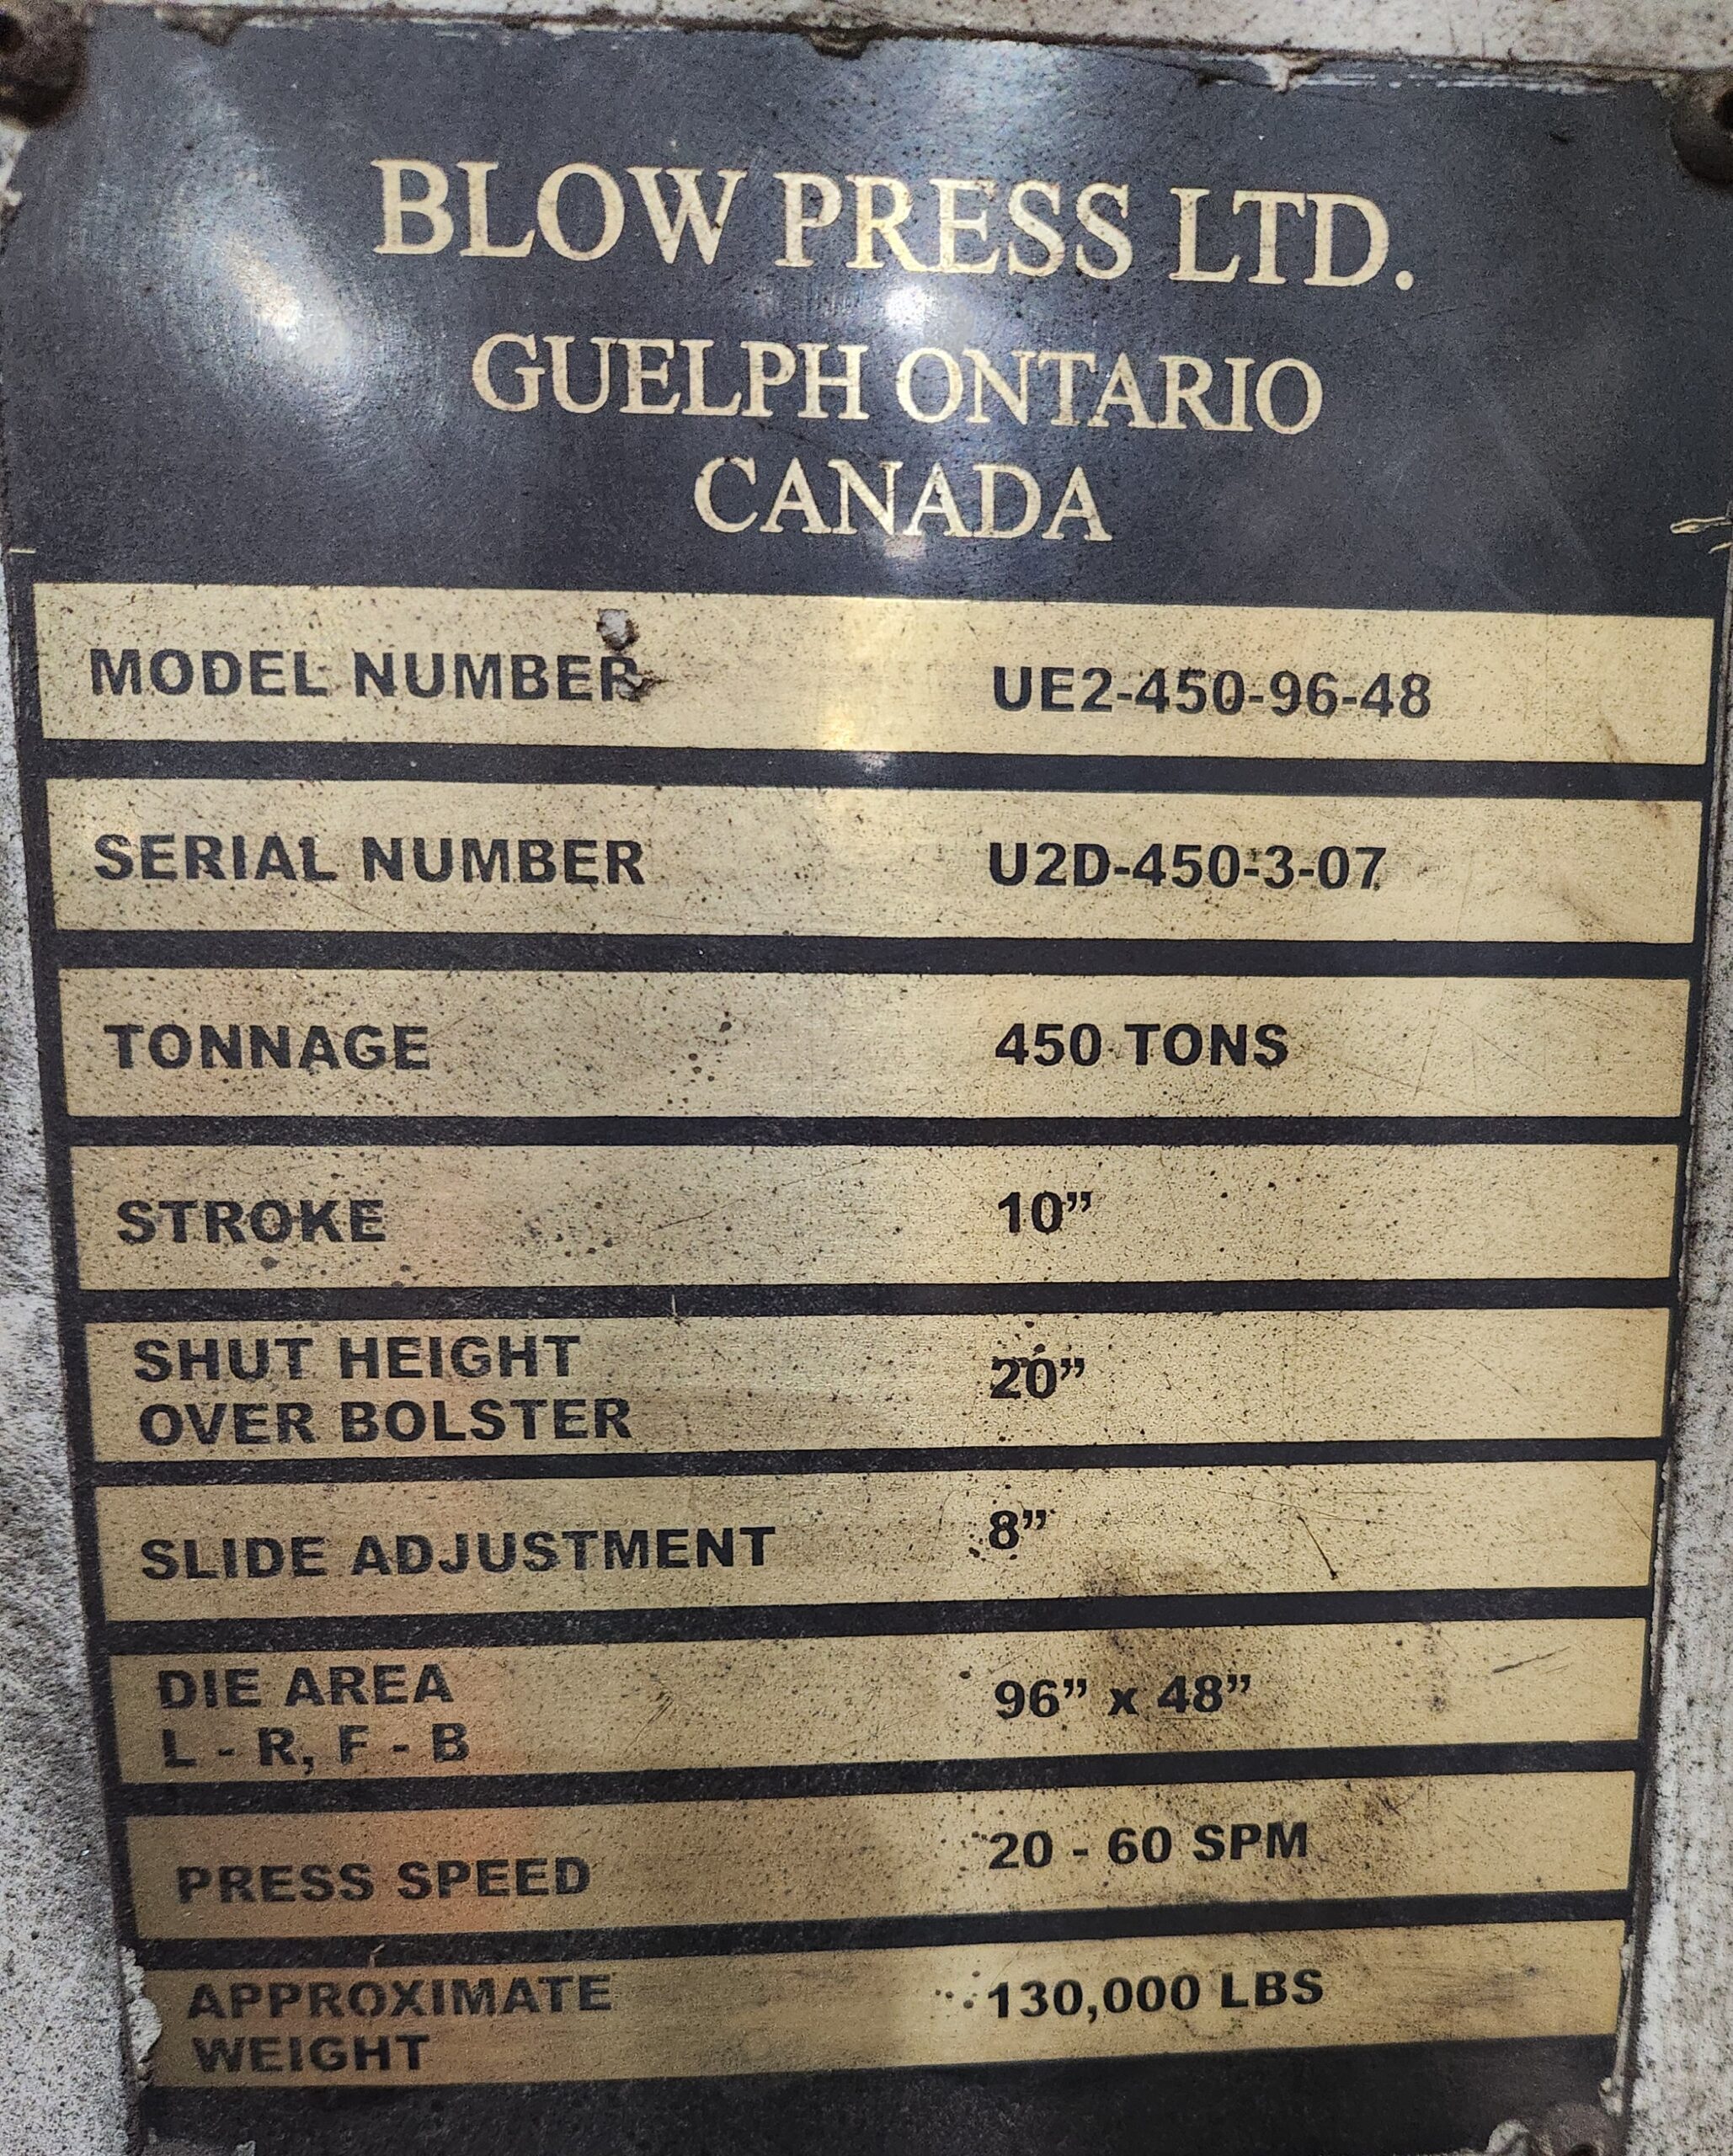 BLOW PRESS LTD.
GUELPH ONTARIO
CANADA
MODEL NUMBER UE2-450-96-48
SERIAL NUMBER U2D-450-3-07
TONNAGE 450 TONS
STROKE 10”
SHUT HEIGHT
OVER BOLSTER 20”
SLIDE ADJUSTMENT 8”
DIE AREA
L - R, F - B 96” x 48”
PRESS SPEED 20 - 60 SPM
APPROXIMATE
WEIGHT 130,000 LBS